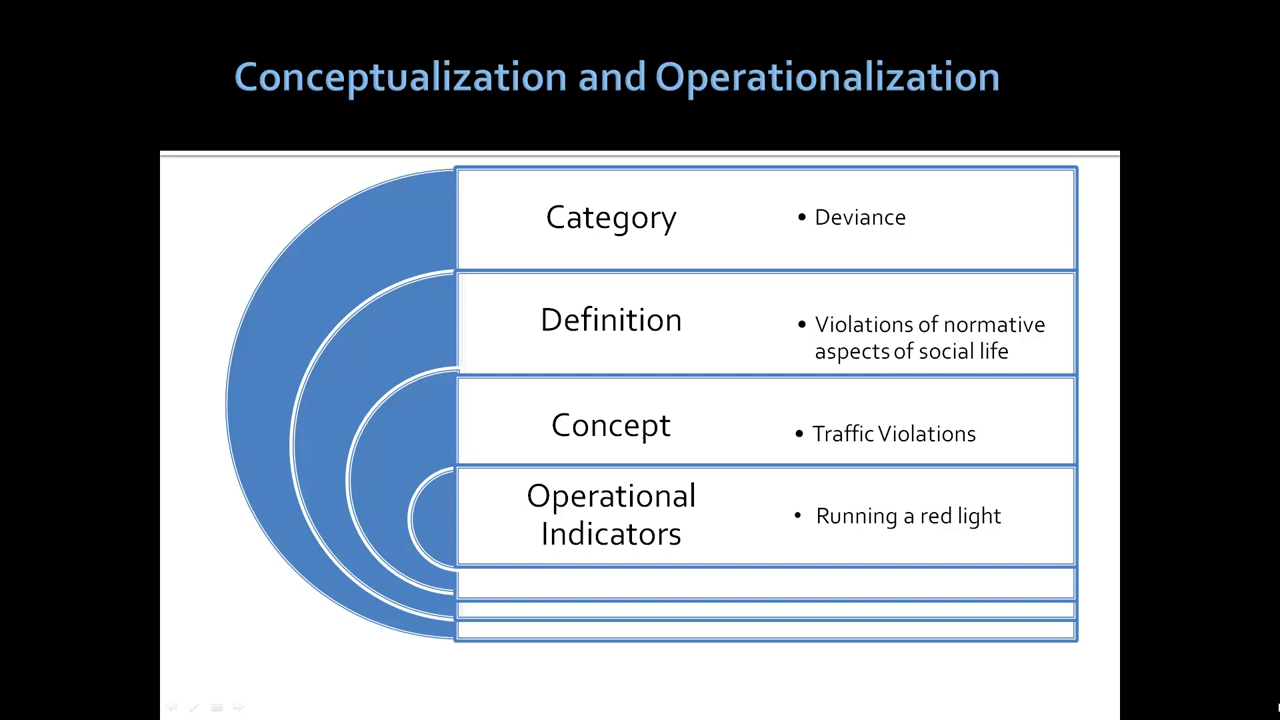 Conceptualization and Operationalization
Category
• Deviance
Definition
• Violations of normative
aspects of social life
Concept
• Traffic Violations
Operational
Indicators
• Running a red light